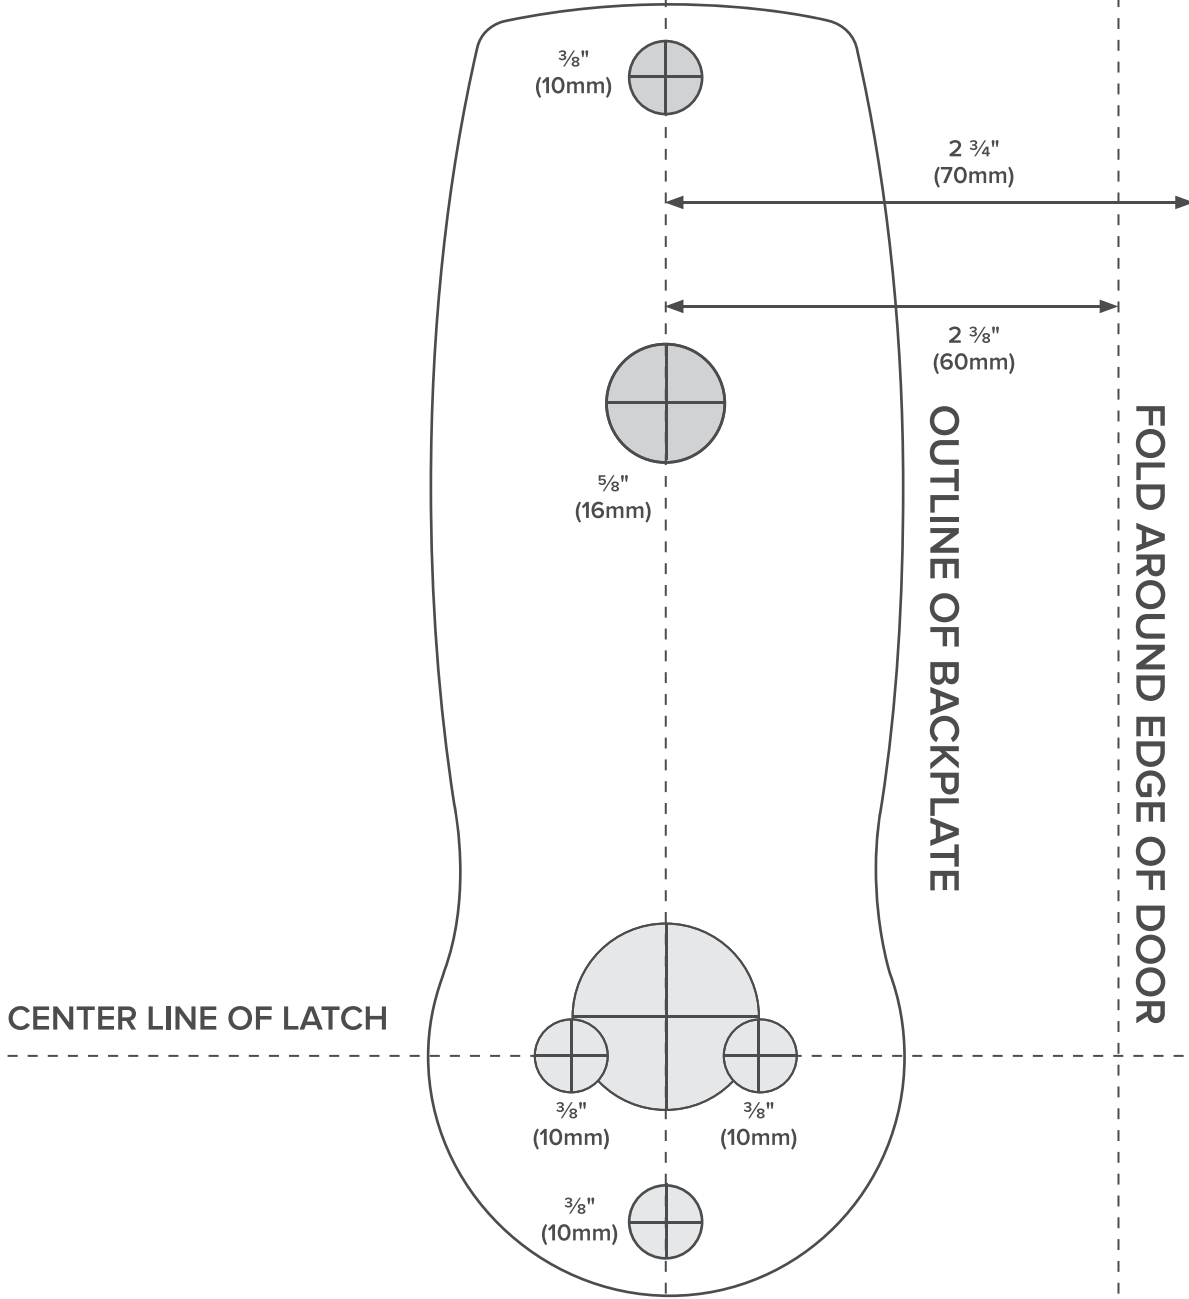 ⅜"
(10mm)
2 ¾"
(70mm)
2 ⅜"
(60mm)
⅝"
(16mm)
OUTLINE OF BACKPLATE
FOLD AROUND EDGE OF DOOR
CENTER LINE OF LATCH
⅜"
(10mm)
⅜"
(10mm)
⅜"
(10mm)